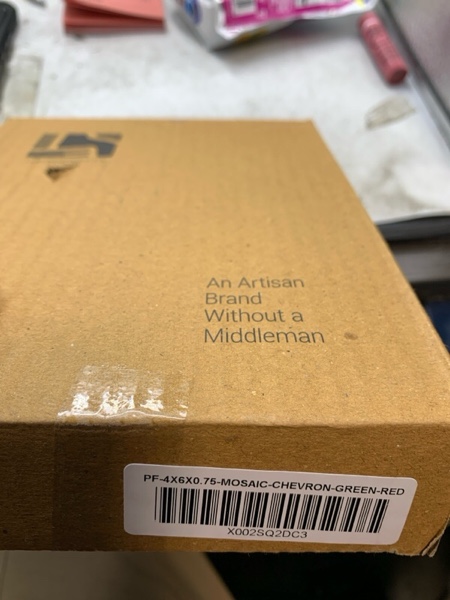 An Artisan
Brand
Without a
Middleman
PF-4X6X0.75-MOSAIC-CHEVRON-GREEN-RED
X002SQ2DC3